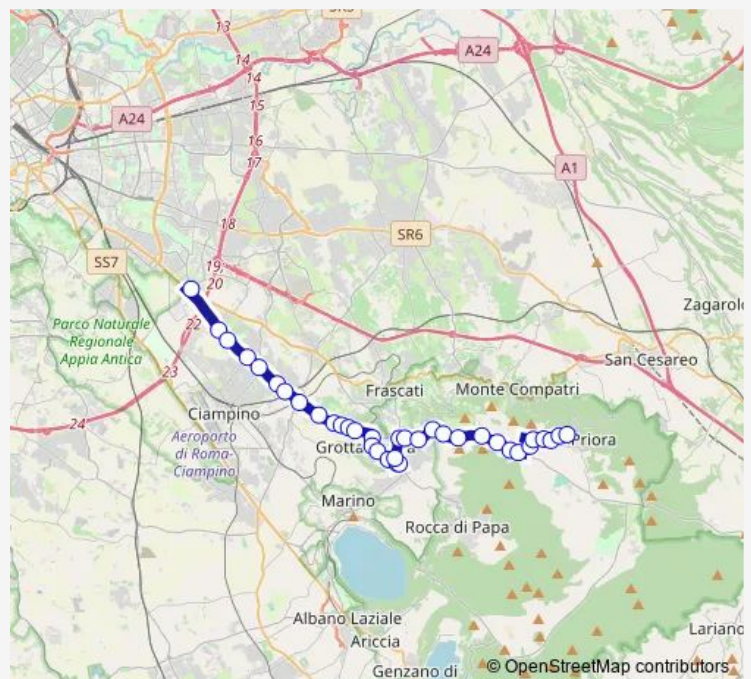 13
14
A24
14
A24
15
16
17
A1
18
SR6
19;
20
SS7
22
Zagarolo
Parco Naturale
Regionale
Appia Antica
San Cesareo
23
Frascati
Monte Compatri
24
Ciampino
Aeroporto
di Roma-
Ciampino
Priora
Marino
Rocca di Papa
Albano Laziale
Ariccia
Lariano
Genzano di
© OpenStreetMap contributors